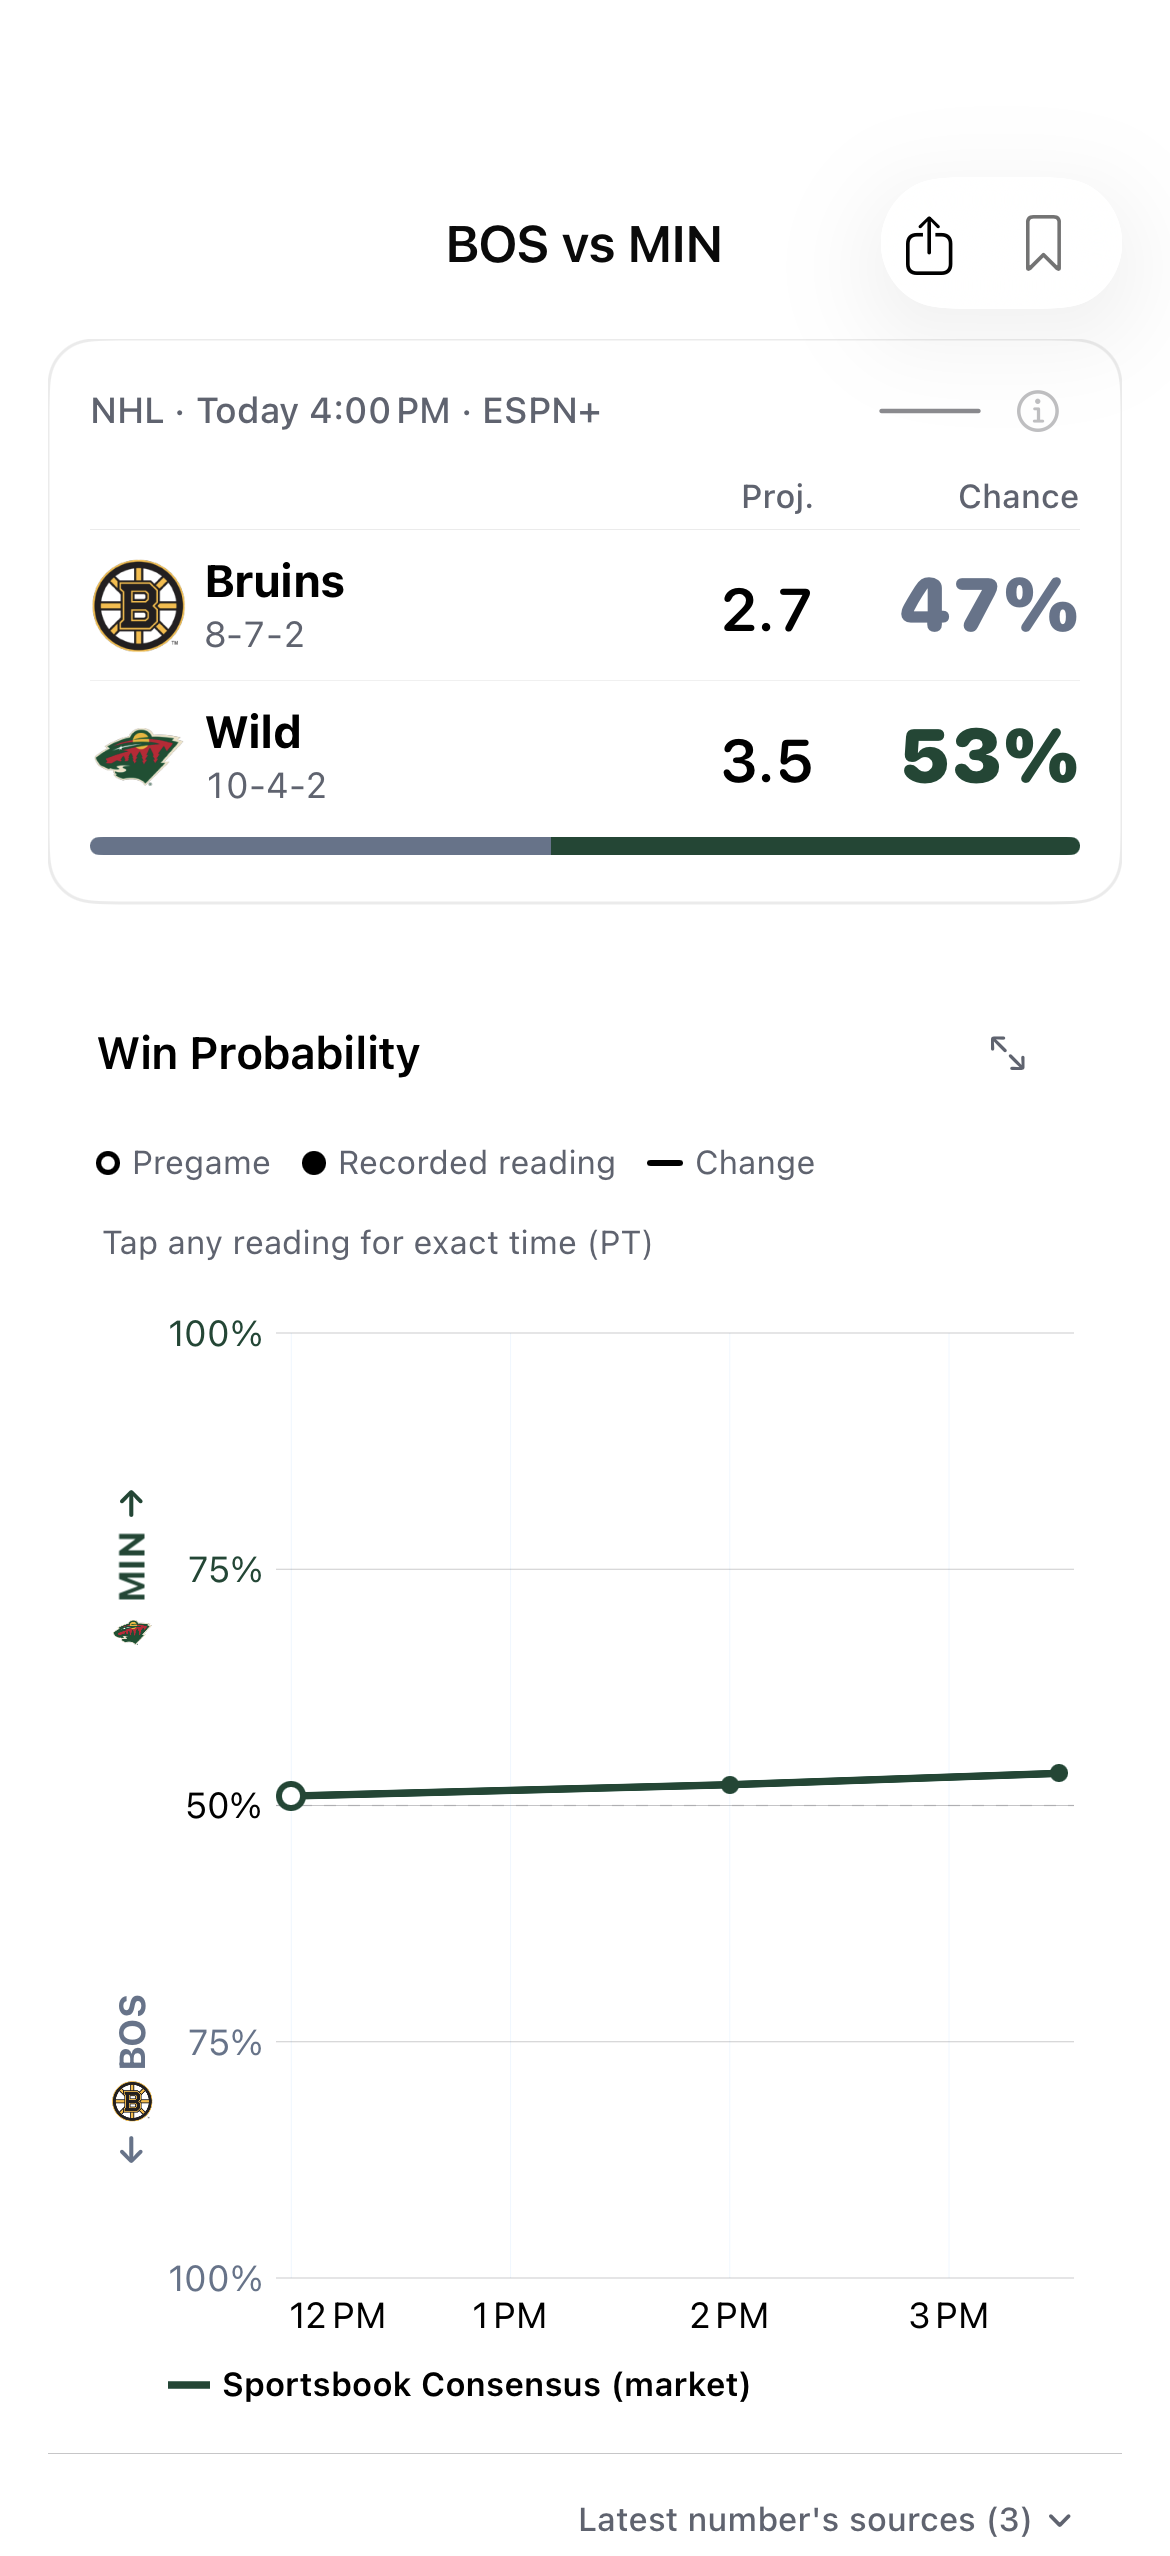 BOS vs MIN
NHL · Today 4:00 PM · ESPN+
Proj. Chance
Bruins
8-7-2
2.7 47%
Wild
10-4-2
3.5 53%
Win Probability
Pregame Recorded reading Change
Tap any reading for exact time (PT)
100%
MIN
75%
50%
BOS
75%
100%
12 PM 1 PM 2 PM 3 PM
Sportsbook Consensus (market)
Latest number's sources (3)